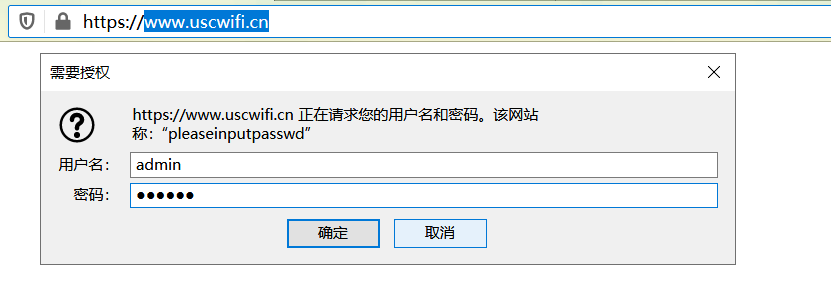 https://www.uscwifi.cn
需要授权
https://www.uscwifi.cn 正在请求您的用户名和密码。该网站
称：“pleaseinputpasswd”
用户名： admin
密码： ●●●●●●
确定 取消